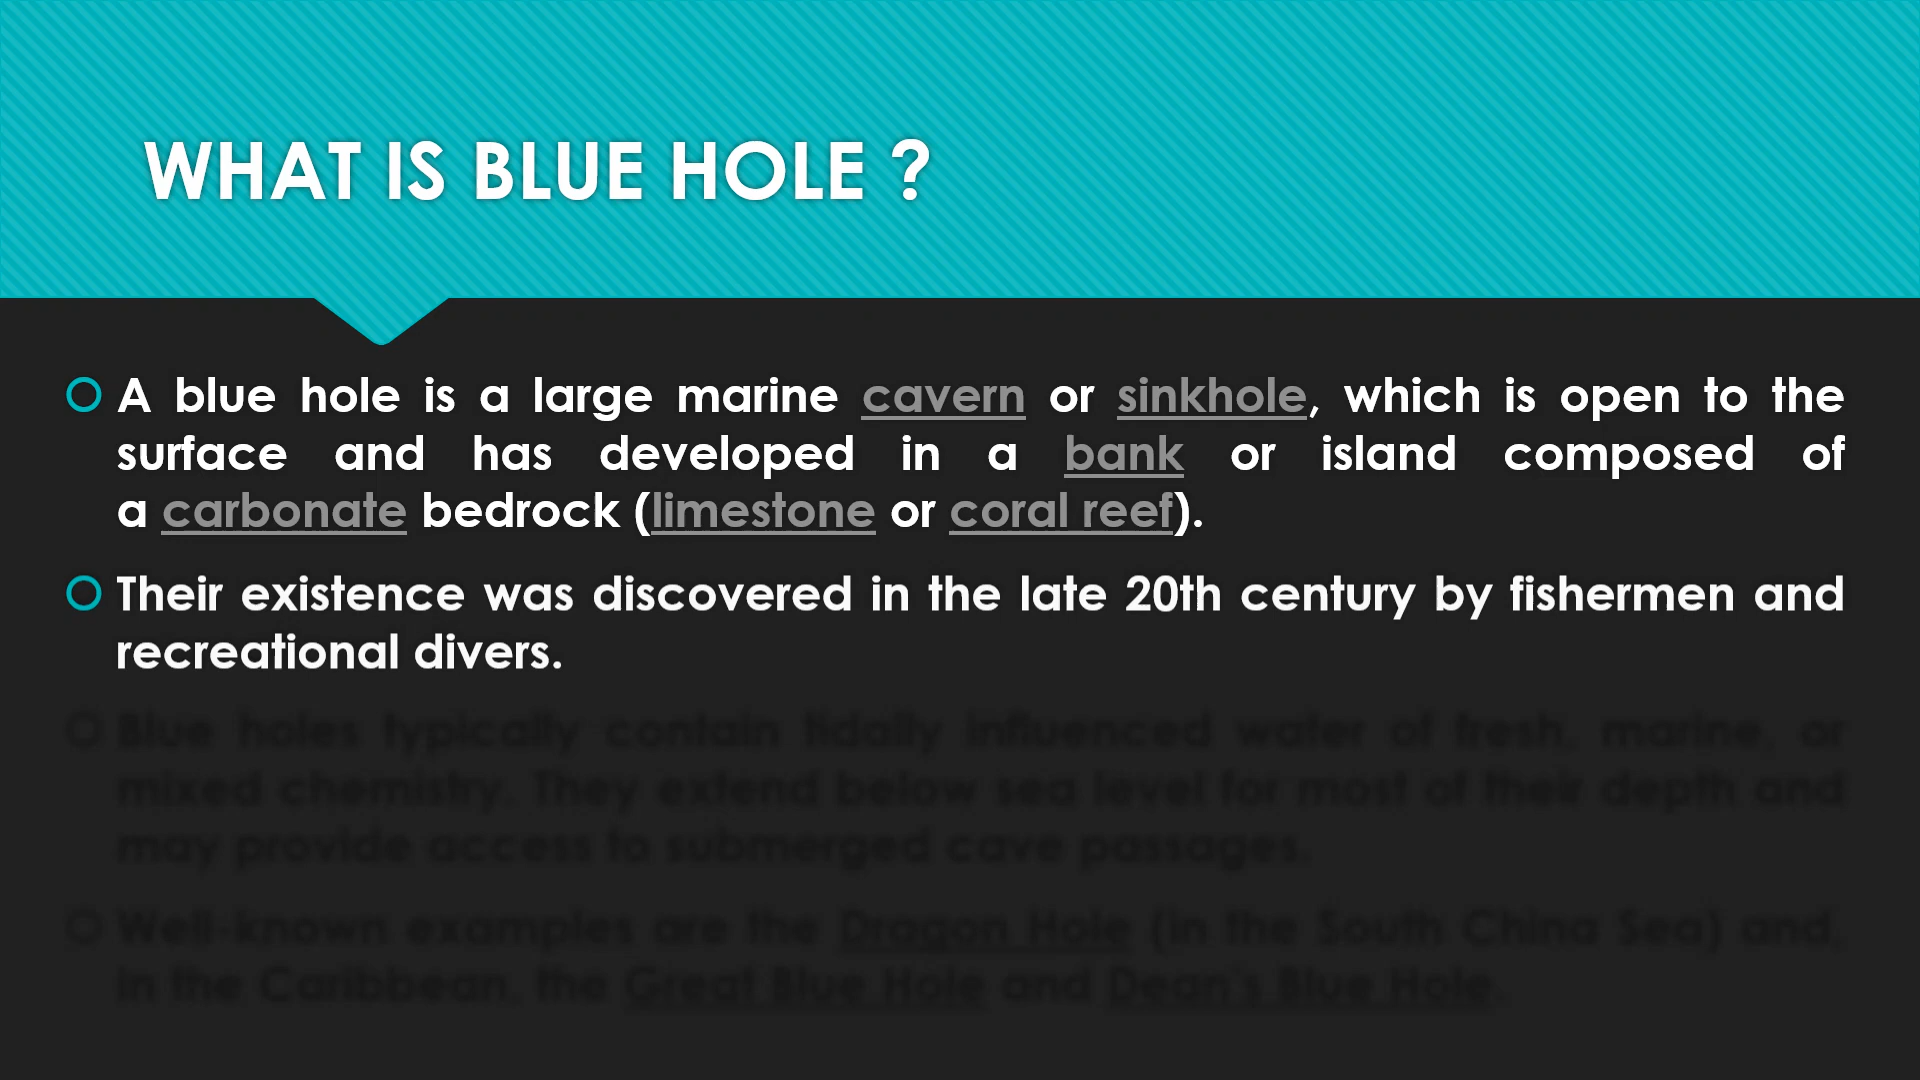 WHAT IS BLUE HOLE ?
A blue hole is a large marine cavern or sinkhole, which is open to the
surface and has developed in a bank or island composed of
a carbonate bedrock (limestone or coral reef).
Their existence was discovered in the late 20th century by fishermen and
recreational divers.
Blue holes typically contain tidally influenced water of fresh, marine, or
mixed chemistry. They extend below sea level for most of their depth and
may provide access to submerged cave passages.
Well-known examples are the Dragon Hole (in the South China Sea) and,
in the Caribbean, the Great Blue Hole and Dean's Blue Hole.